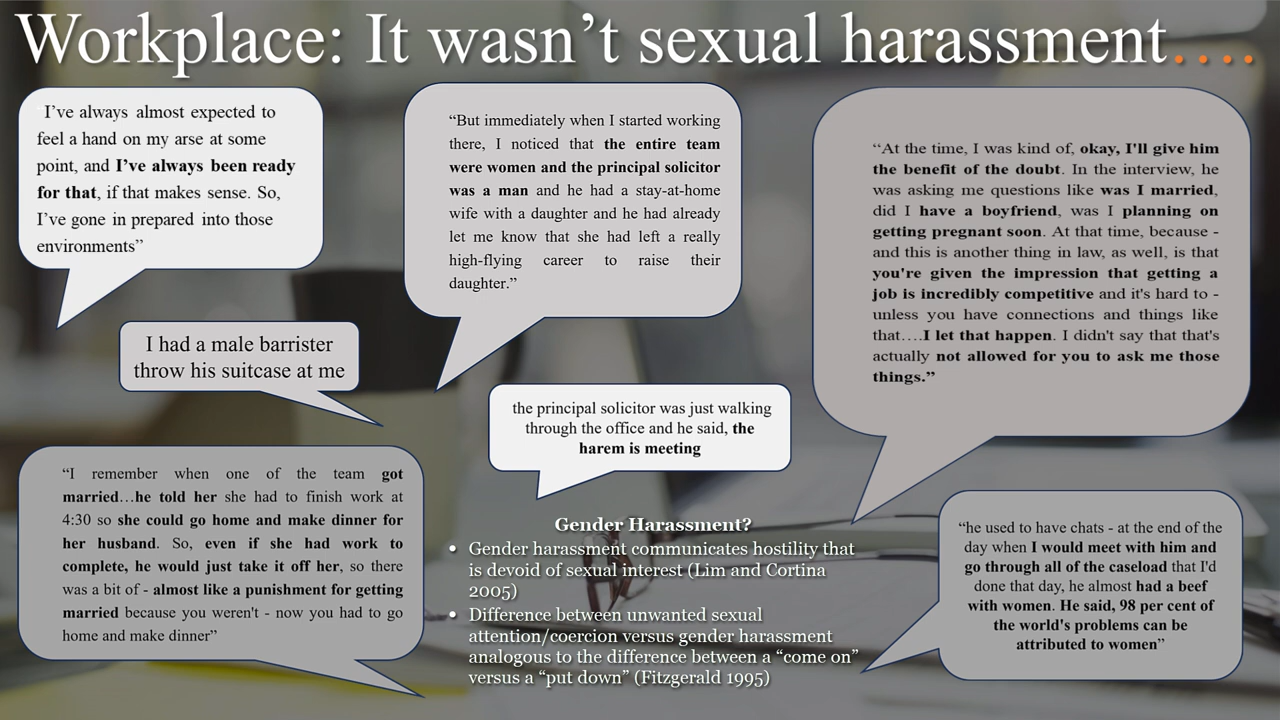 Workplace: It wasn’t sexual harassment….
I’ve always almost expected to
feel a hand on my arse at some
point, and I’ve always been ready
for that, if that makes sense. So,
I’ve gone in prepared into those
environments”
“But immediately when I started working
there, I noticed that the entire team
were women and the principal solicitor
was a man and he had a stay-at-home
wife with a daughter and he had already
let me know that she had left a really
high-flying career to raise their
daughter.”
“At the time, I was kind of, okay, I'll give him
the benefit of the doubt. In the interview, he
was asking me questions like was I married,
did I have a boyfriend, was I planning on
getting pregnant soon. At that time, because -
and this is another thing in law, as well, is that
you're given the impression that getting a
job is incredibly competitive and it's hard to -
unless you have connections and things like
that….I let that happen. I didn't say that that's
actually not allowed for you to ask me those
things.”
I had a male barrister
throw his suitcase at me
the principal solicitor was just walking
through the office and he said, the
harem is meeting
“I remember when one of the team got
married…he told her she had to finish work at
4:30 so she could go home and make dinner for
her husband. So, even if she had work to
complete, he would just take it off her, so there
was a bit of - almost like a punishment for getting
married because you weren't - now you had to go
home and make dinner”
Gender Harassment?
• Gender harassment communicates hostility that
is devoid of sexual interest (Lim and Cortina
2005)
• Difference between unwanted sexual
attention/coercion versus gender harassment
analogous to the difference between a “come on”
versus a “put down” (Fitzgerald 1995)
“he used to have chats - at the end of the
day when I would meet with him and
go through all of the caseload that I'd
done that day, he almost had a beef
with women. He said, 98 per cent of
the world's problems can be
attributed to women”